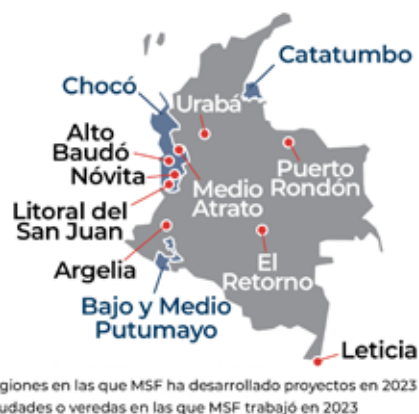 Catatumbo
Chocó
Urabá
Alto
Baudó
Nóvita
Puerto
Rondón
Litoral del
San Juan
Medio
Atrato
Argelia
El
Retorno
Bajo y Medio
Putumayo
Leticia
giones en las que MSF ha desarrollado proyectos en 2023
udades o veredas en las que MSF trabajó en 2023